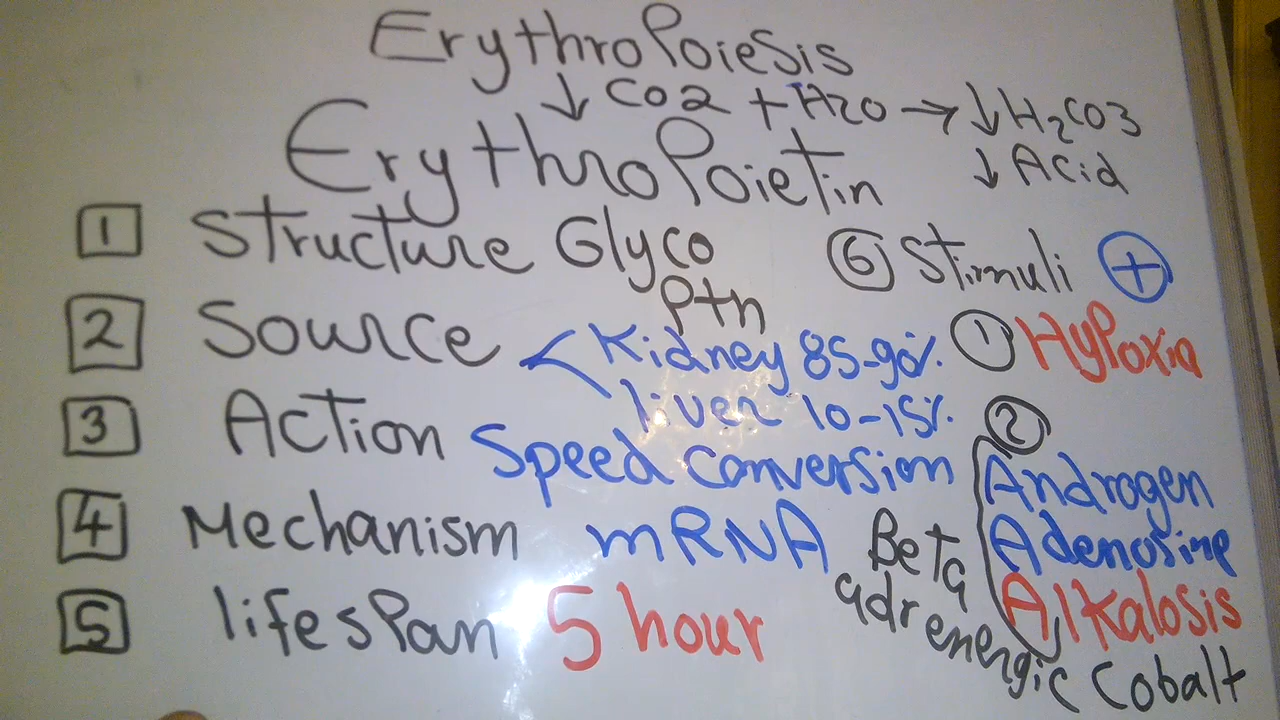 Erythropoiesis
↓ CO2 + H2O → ↓ H2CO3
↓ Acid
Erythropoietin
1 Structure Glyco
Ptn
2 Source < Kidney 85-90%
liver 10-15%
3 Action Speed conversion
4 Mechanism mRNA
5 lifespan 5 hour
6 Stimuli +
1 Hypoxia
2
Androgen
Adenosine
Alkalosis
Beta
adrenergic
Cobalt